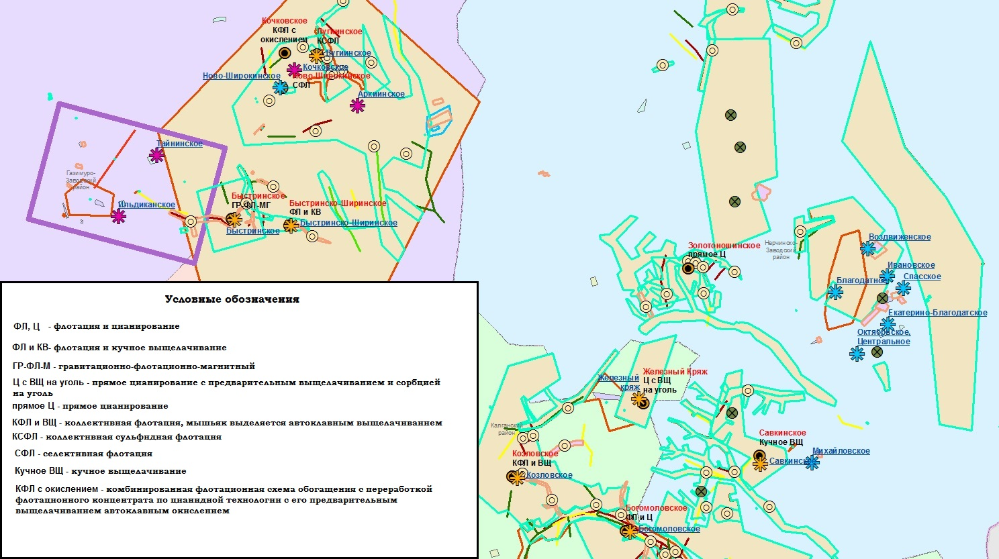 Кочковское
КФЛ с
окислением
Лугиинское
КСФЛ
Лугиинское
Кочковское
Ново-Широкинское
Ново-Широкинское
СФЛ
Аркиинское
Тайнинское
Газимуро-
Заводский
район
Ильдиканское
Быстринское
ГР-ФЛ-МГ
Быстринское
Быстринско-Ширинское
ФЛ и КВ
Быстринско-Ширинское
Золотоношинское
прямое Ц
Нерчинско-
Заводский
район
Воздвиженское
Ивановское
Спасское
Благодатное
Екатерино-Благодатское
Октябрьское,
Центральное
Железный
кряж
Железный Кряж
Ц с ВЩ
на уголь
Калганский
район
Козловское
КФЛ и ВЩ
Козловское
Савкинское
Кучное ВЩ
Савкинское
Михайловское
Богомоловское
ФЛ и Ц
Богомоловское
Условные обозначения
ФЛ, Ц - флотация и цианирование
ФЛ и КВ- флотация и кучное выщелачивание
ГР-ФЛ-М - гравитационно-флотационно-магнитный
Ц с ВЩ на уголь - прямое цианирование с предварительным выщелачиванием и сорбцией
на уголь
прямое Ц - прямое цианирование
КФЛ и ВЩ - коллективная флотация, мышьяк выделяется автоклавным выщелачиванием
КСФЛ - коллективная сульфидная флотация
СФЛ - селективная флотация
Кучное ВЩ - кучное выщелачивание
КФЛ с окислением - комбинированная флотационная схема обогащения с переработкой
флотационного концентрата по цианидной технологии с его предварительным
выщелачиванием автоклавным окислением